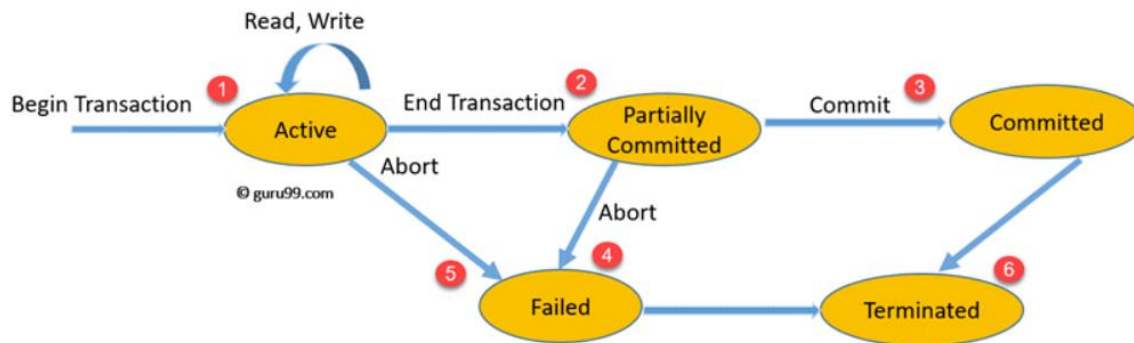 Read, Write
1
2
3
Begin Transaction
End Transaction
Commit
Active
Partially
Committed
Committed
Abort
© guru99.com
Abort
5
4
6
Failed
Terminated